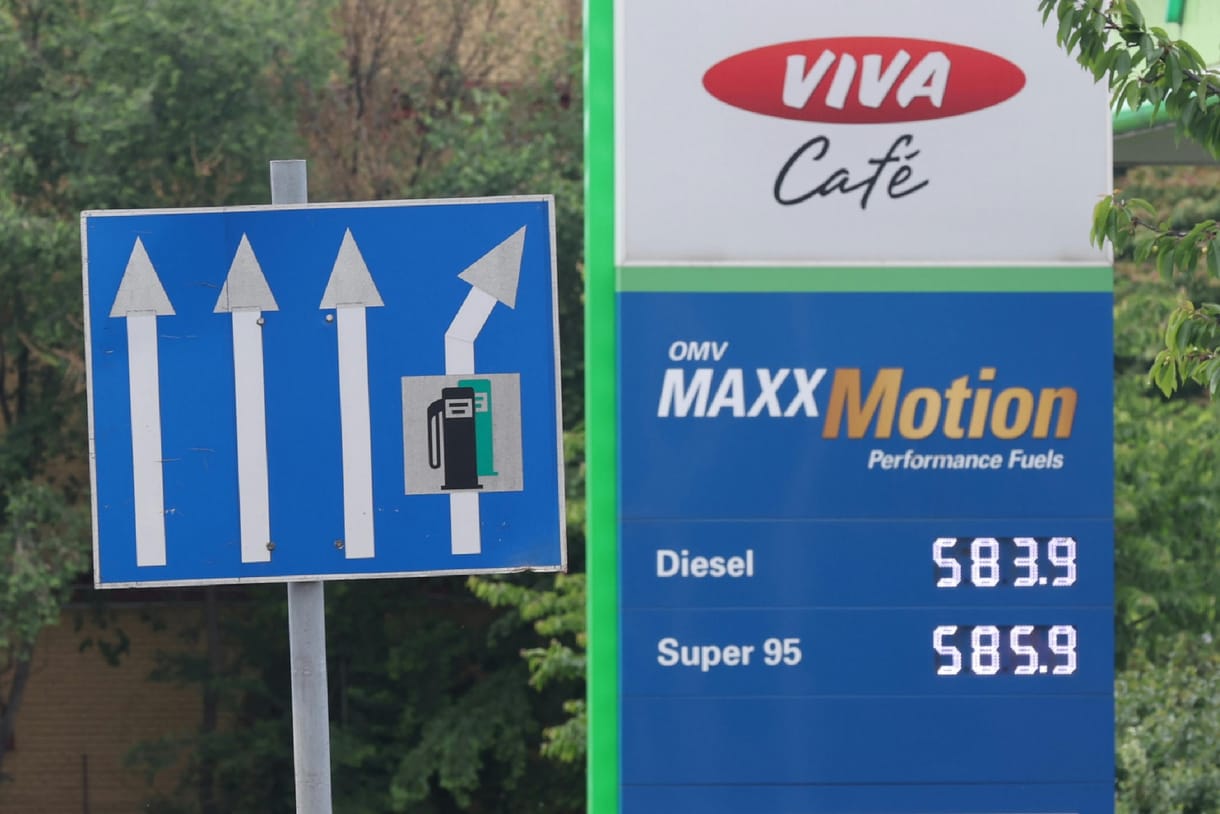 VIVA
Café
OMV
MAXXMotion
Performance Fuels
Diesel 583.9
Super 95 585.9